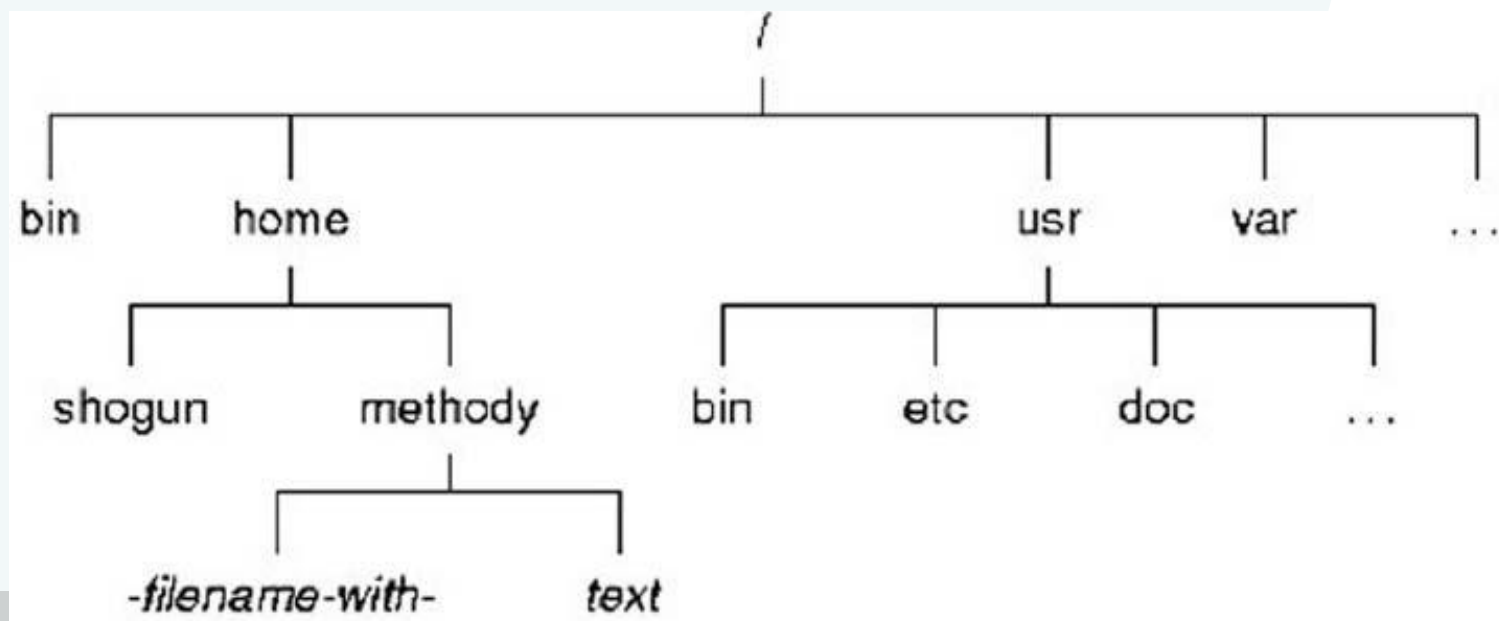 /
bin home usr var ...
shogun methody bin etc doc ...
-filename-with- text